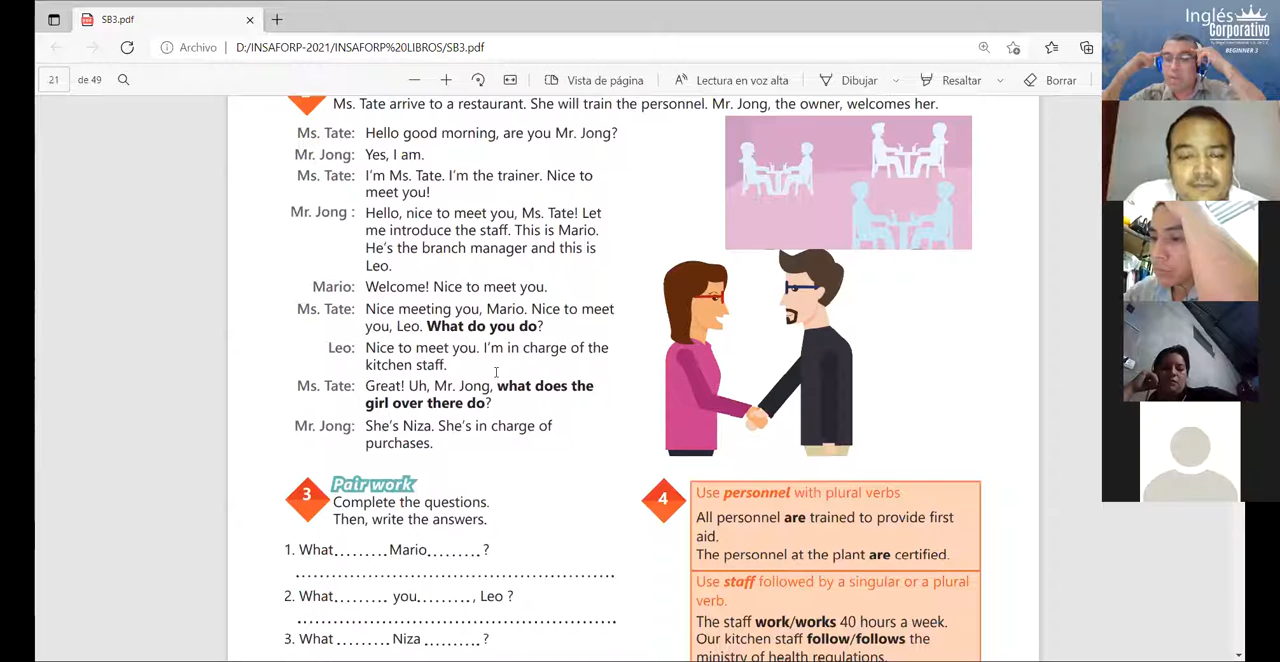 SB3.pdf
Archivo
D:/INSAFORP-2021/INSAFORP%20LIBROS/SB3.pdf
21
de 49
Vista de página
Lectura en voz alta
Dibujar
Resaltar
Borrar
Inglés
Corporativo
BEGINNER 3
Ms. Tate arrive to a restaurant. She will train the personnel. Mr. Jong, the owner, welcomes her.
Ms. Tate: Hello good morning, are you Mr. Jong?
Mr. Jong: Yes, I am.
Ms. Tate: I'm Ms. Tate. I'm the trainer. Nice to
meet you!
Mr. Jong : Hello, nice to meet you, Ms. Tate! Let
me introduce the staff. This is Mario.
He's the branch manager and this is
Leo.
Mario: Welcome! Nice to meet you.
Ms. Tate: Nice meeting you, Mario. Nice to meet
you, Leo. What do you do?
Leo: Nice to meet you. I'm in charge of the
kitchen staff.
Ms. Tate: Great! Uh, Mr. Jong, what does the
girl over there do?
Mr. Jong: She's Niza. She's in charge of
purchases.
3
Pair work
Complete the questions.
Then, write the answers.
1. What........Mario.........?
2. What........ you........, Leo ?
3. What ........ Niza .........?
4
Use personnel with plural verbs
All personnel are trained to provide first
aid.
The personnel at the plant are certified.
Use staff followed by a singular or a plural
verb.
The staff work/works 40 hours a week.
Our kitchen staff follow/follows the
ministry of health regulations.